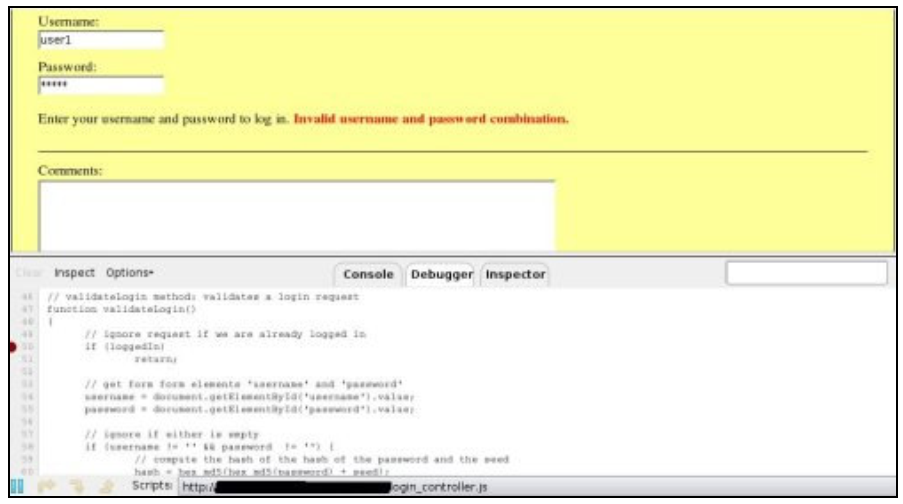 Username:
user1
Password:
*****
Enter your username and password to log in. Invalid username and password combination.
Comments:
Clear Inspect Options
Console Debugger Inspector
46 // validateLogin method: validates a login request
47 function validateLogin()
48 {
49 // ignore request if we are already logged in
50 if (loggedIn)
51 return;
52
53 // get form form elements 'username' and 'password'
54 username = document.getElementById('username').value;
55 password = document.getElementById('password').value;
56
57 // ignore if either is empty
58 if (username != '' && password != '') {
59 // compute the hash of the hash of the password and the seed
60 hash = hex_md5(hex_md5(password) + seed);
Scripts http:/ login_controller.js